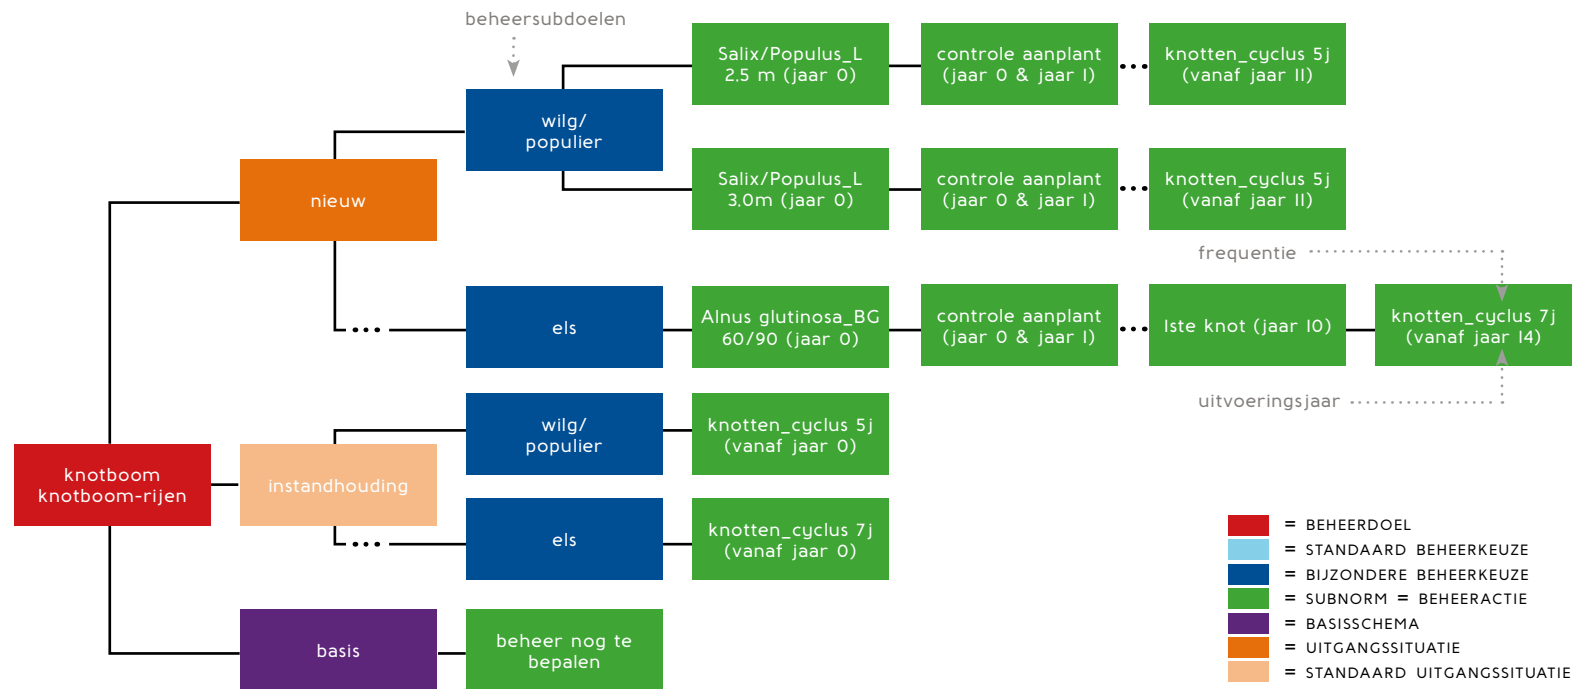 beheersubdoelen
Salix/Populus_L
2,5 m (jaar 0)
controle aanplant
(jaar 0 & jaar 1)
knotten_cyclus 5j
(vanaf jaar 11)
wilg/
populier
nieuw
Salix/Populus_L
3,0m (jaar 0)
controle aanplant
(jaar 0 & jaar 1)
knotten_cyclus 5j
(vanaf jaar 11)
frequentie
els
Alnus glutinosa_BG
60/90 (jaar 0)
controle aanplant
(jaar 0 & jaar 1)
1ste knot (jaar 10)
knotten_cyclus 7j
(vanaf jaar 14)
uitvoeringsjaar
wilg/
populier
knotten_cyclus 5j
(vanaf jaar 0)
knotboom
knotboom-rijen
instandhouding
els
knotten_cyclus 7j
(vanaf jaar 0)
basis
beheer nog te
bepalen
= BEHEERDOEL
= STANDAARD BEHEERKEUZE
= BIJZONDERE BEHEERKEUZE
= SUBNORM = BEHEERACTIE
= BASISSCHEMA
= UITGANGSSITUATIE
= STANDAARD UITGANGSSITUATIE